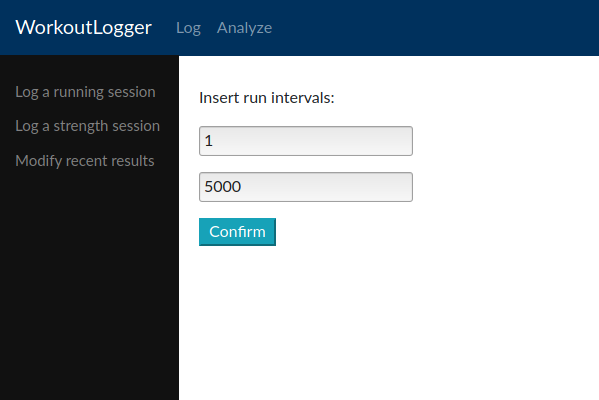 WorkoutLogger Log Analyze
Log a running session
Log a strength session
Modify recent results
Insert run intervals:
1
5000
Confirm